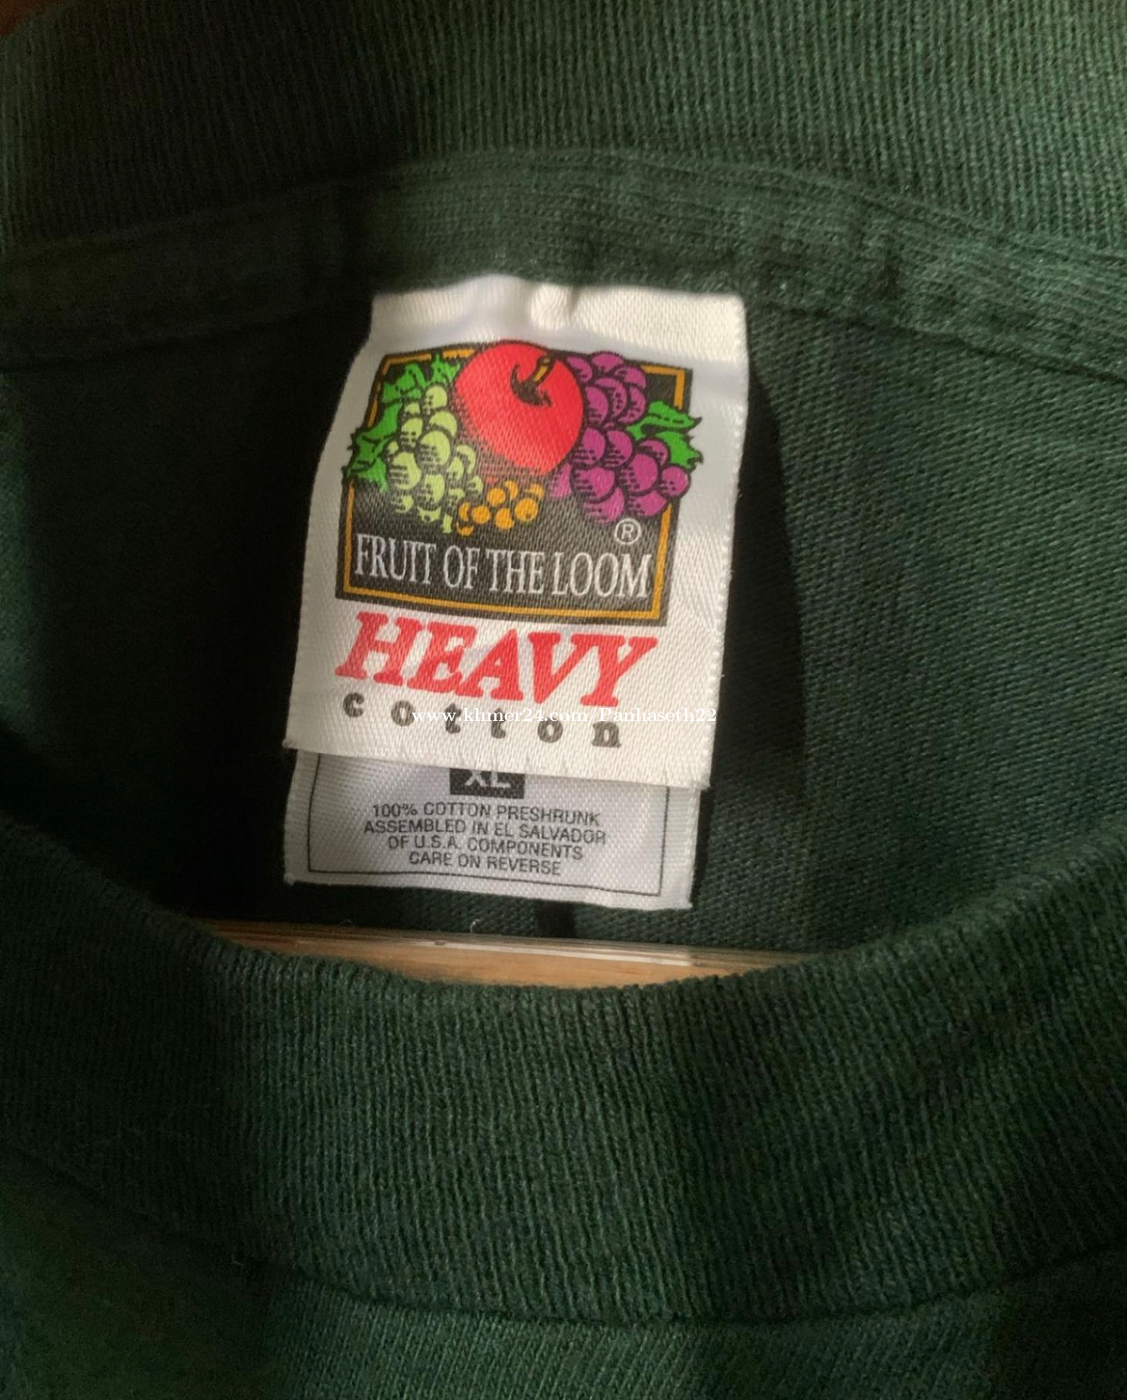 ®
FRUIT OF THE LOOM
HEAVY
cotton
www.khmer24.com/Panhaseth22
XL
100% COTTON PRESHRUNK
ASSEMBLED IN EL SALVADOR
OF U.S.A. COMPONENTS
CARE ON REVERSE